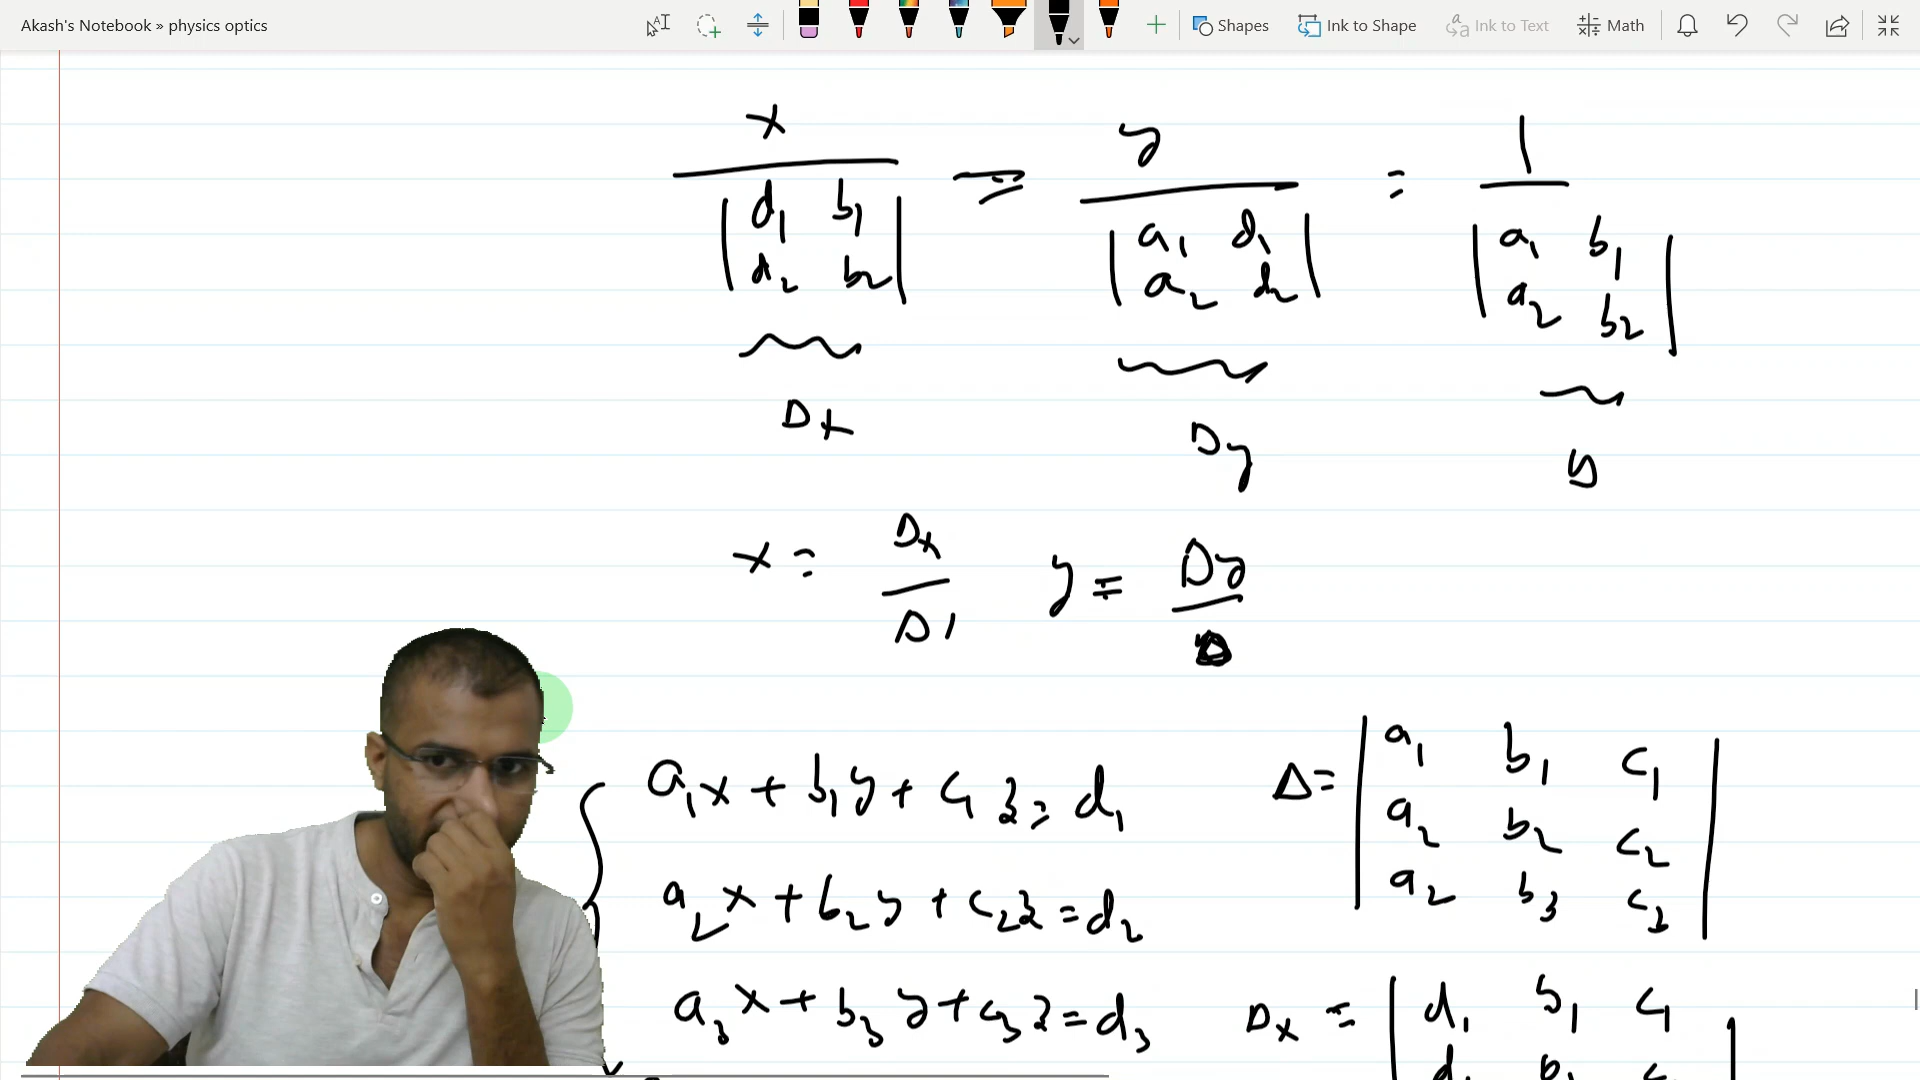 Akash's Notebook » physics optics
Shapes Ink to Shape Ink to Text Math
x y 1
d₁ b₁ = a₁ d₁ = a₁ b₁
d₂ b₂ a₂ d₂ a₂ b₂
Dx Dy D
x = Dx/D y = Dy/D
a₁x + b₁y + c₁z = d₁
a₂x + b₂y + c₂z = d₂
a₃x + b₃y + c₃z = d₃
Δ = a₁ b₁ c₁
a₂ b₂ c₂
a₂ b₃ c₃
Dx = d₁ b₁ c₁